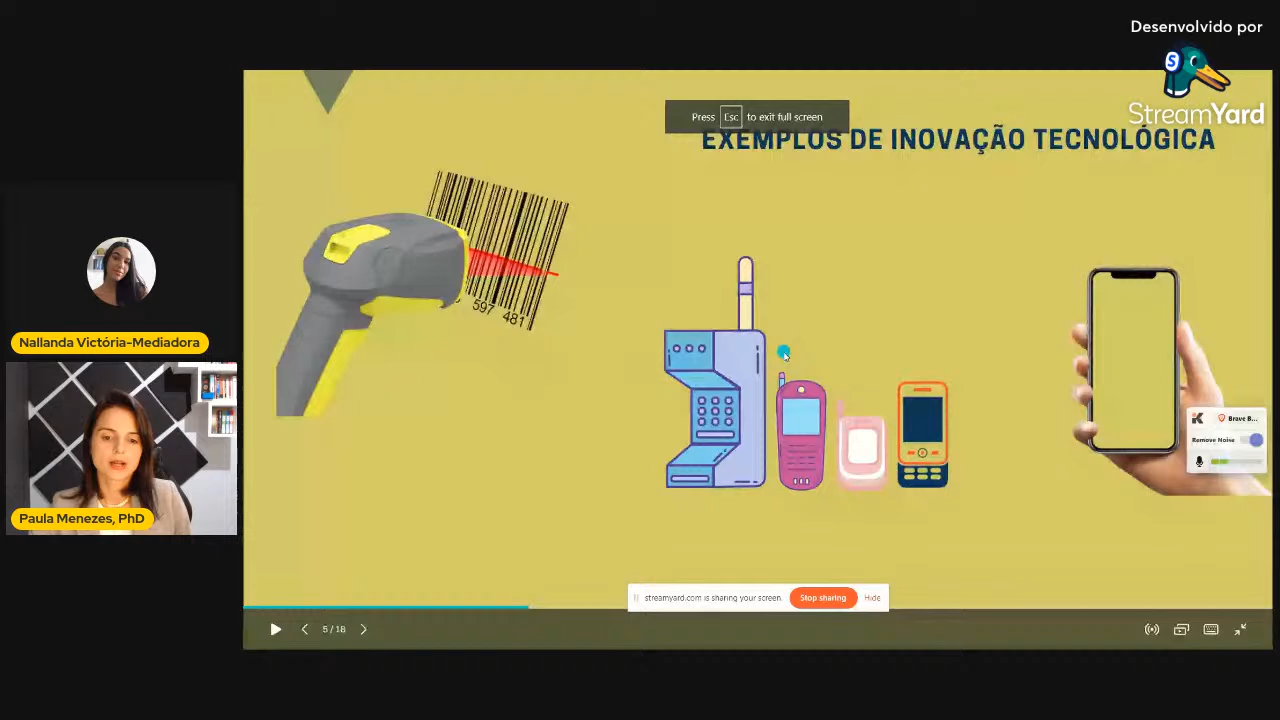 Desenvolvido por
StreamYard
Press Esc to exit full screen
EXEMPLOS DE INOVAÇÃO TECNOLÓGICA
597 481
Nallanda Victória-Mediadora
K Brave B...
Remove Noise
Paula Menezes, PhD
streamyard.com is sharing your screen. Stop sharing Hide
5 / 18